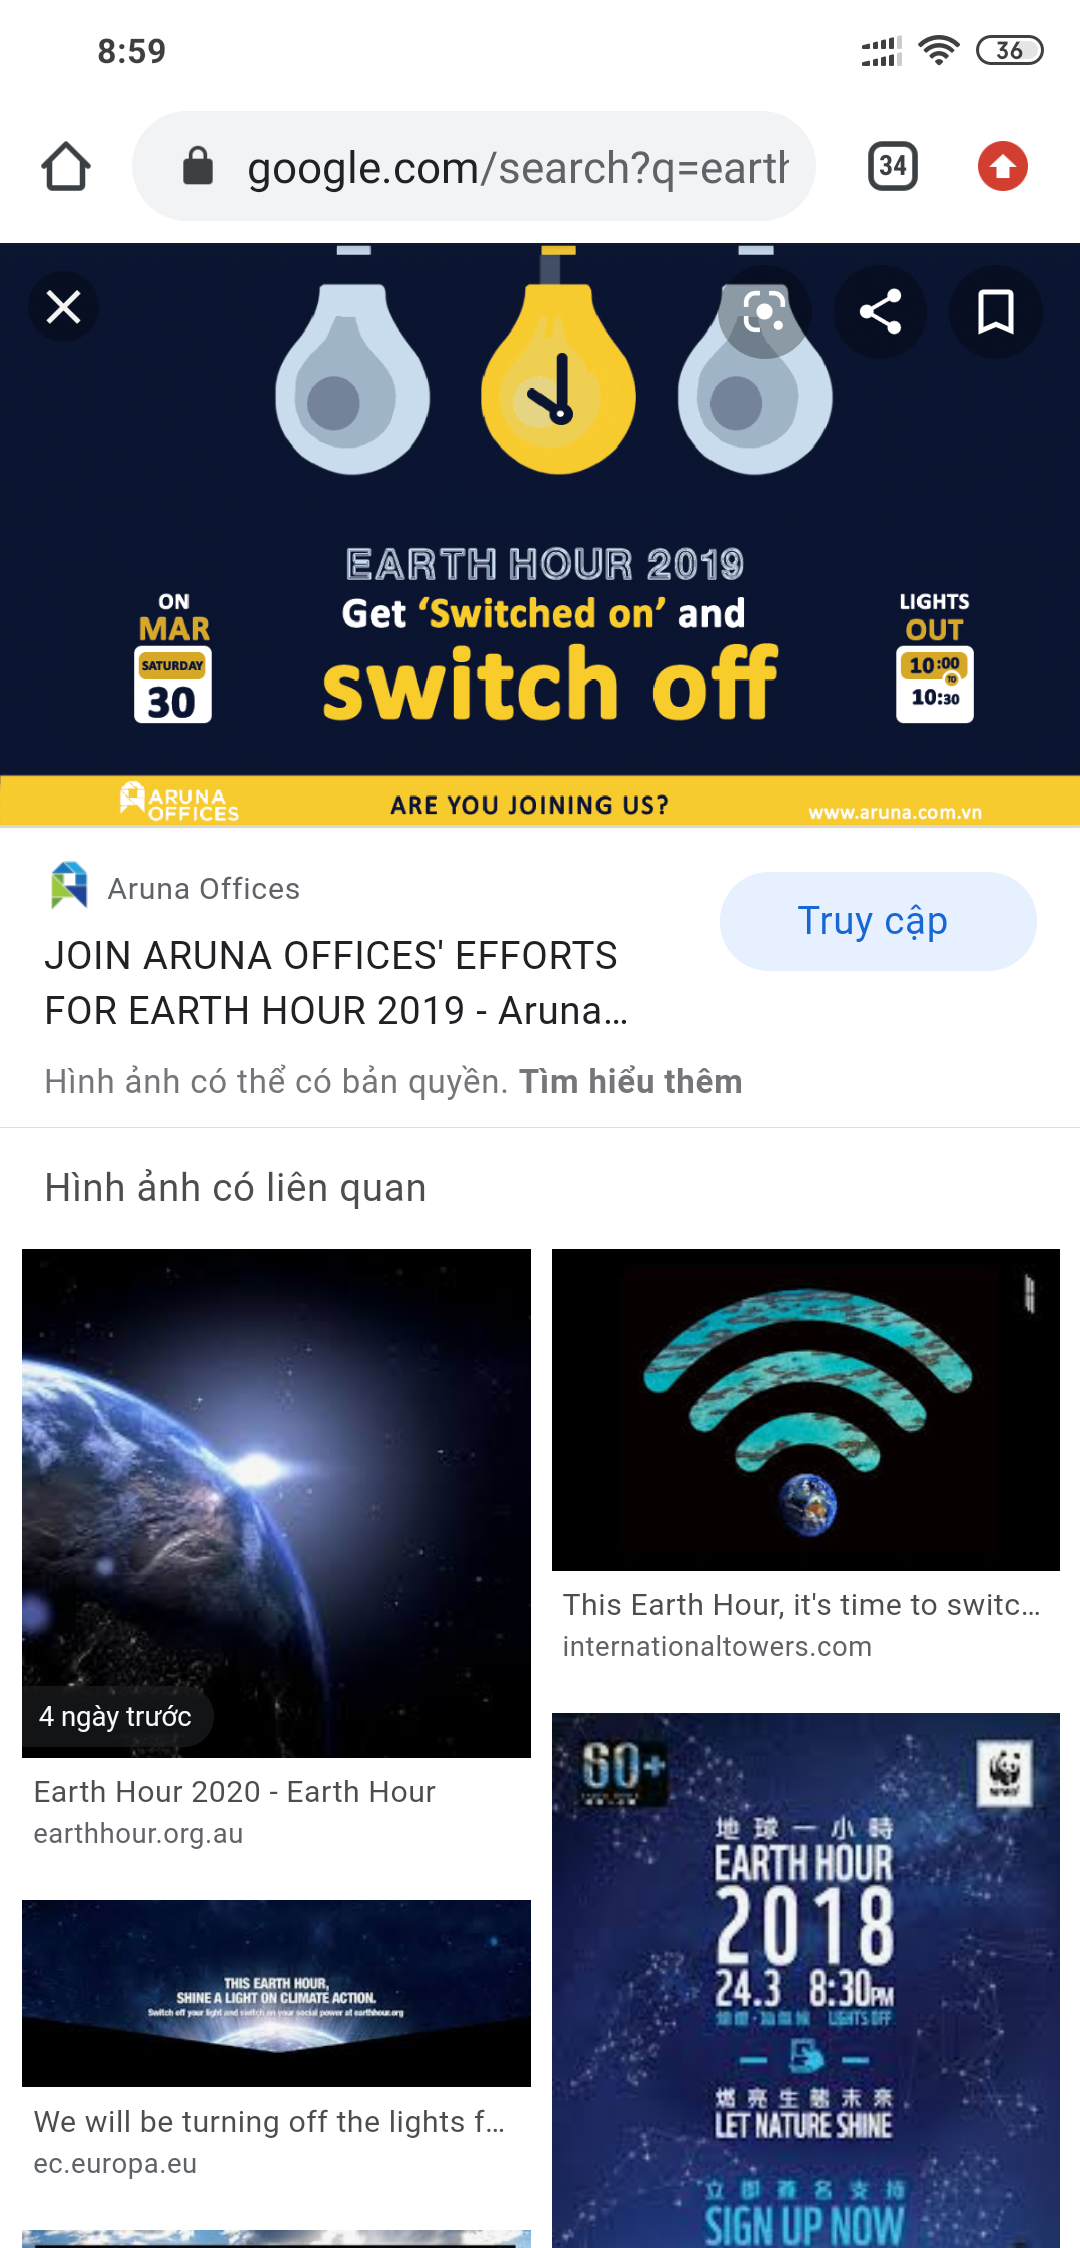 8:59
36
google.com/search?q=earth
34
EARTH HOUR 2019
Get ‘Switched on’ and
switch off
ON
MAR
SATURDAY
30
LIGHTS
OUT
10:00
TO
10:30
ARUNA
OFFICES
ARE YOU JOINING US?
www.aruna.com.vn
Aruna Offices
Truy cập
JOIN ARUNA OFFICES' EFFORTS
FOR EARTH HOUR 2019 - Aruna...
Hình ảnh có thể có bản quyền. Tìm hiểu thêm
Hình ảnh có liên quan
4 ngày trước
Earth Hour 2020 - Earth Hour
earthhour.org.au
This Earth Hour, it's time to switc...
internationaltowers.com
THIS EARTH HOUR,
SHINE A LIGHT ON CLIMATE ACTION.
Switch off your light and switch on your social power at earthhour.org
We will be turning off the lights f...
ec.europa.eu
60+
WWF
地球一小時
EARTH HOUR
2018
24.3 8:30PM
LIGHTS OFF
燃亮生態未來
LET NATURE SHINE
立即簽名支持
SIGN UP NOW